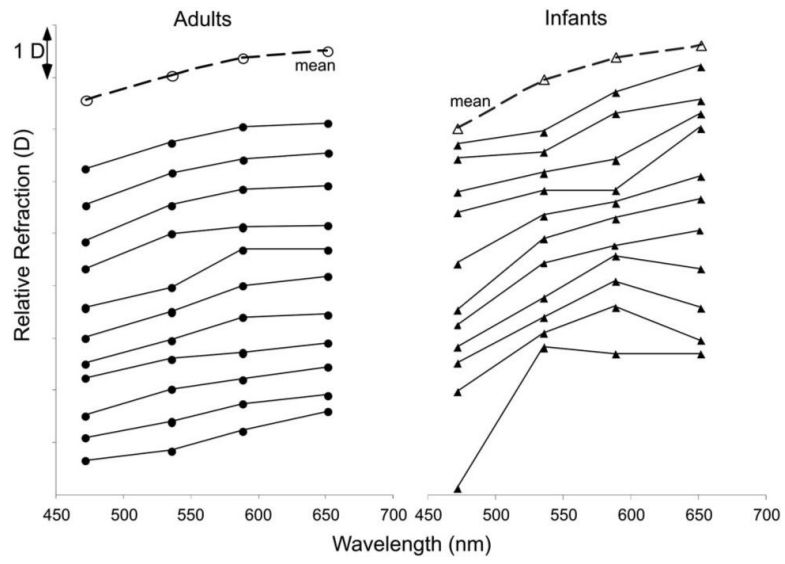 Adults
Infants
1 D
mean
mean
Relative Refraction (D)
450 500 550 600 650 700
450 500 550 600 650 700
Wavelength (nm)